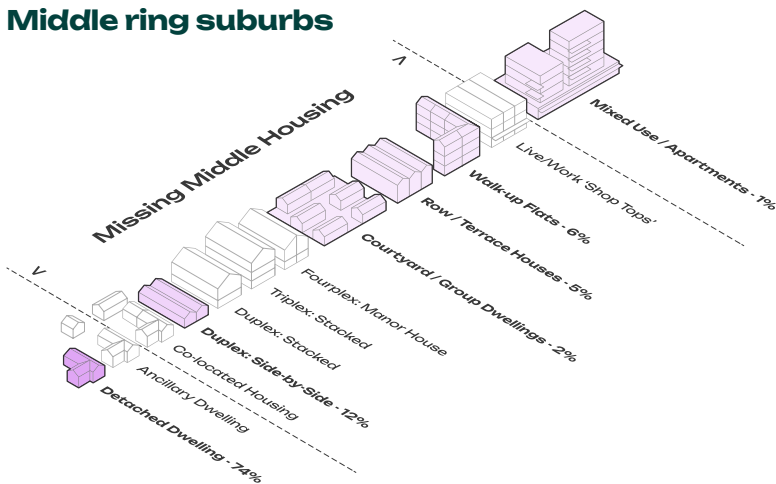 Middle ring suburbs
Missing Middle Housing
Mixed Use / Apartments - 1%
Live/Work 'Shop Tops'
Walk-up Flats - 6%
Row / Terrace Houses - 5%
Courtyard / Group Dwellings - 2%
Fourplex: Manor House
Triplex: Stacked
Duplex: Stacked
Duplex: Side-by-Side - 12%
Co-located Housing
Ancillary Dwelling
Detached Dwelling - 74%